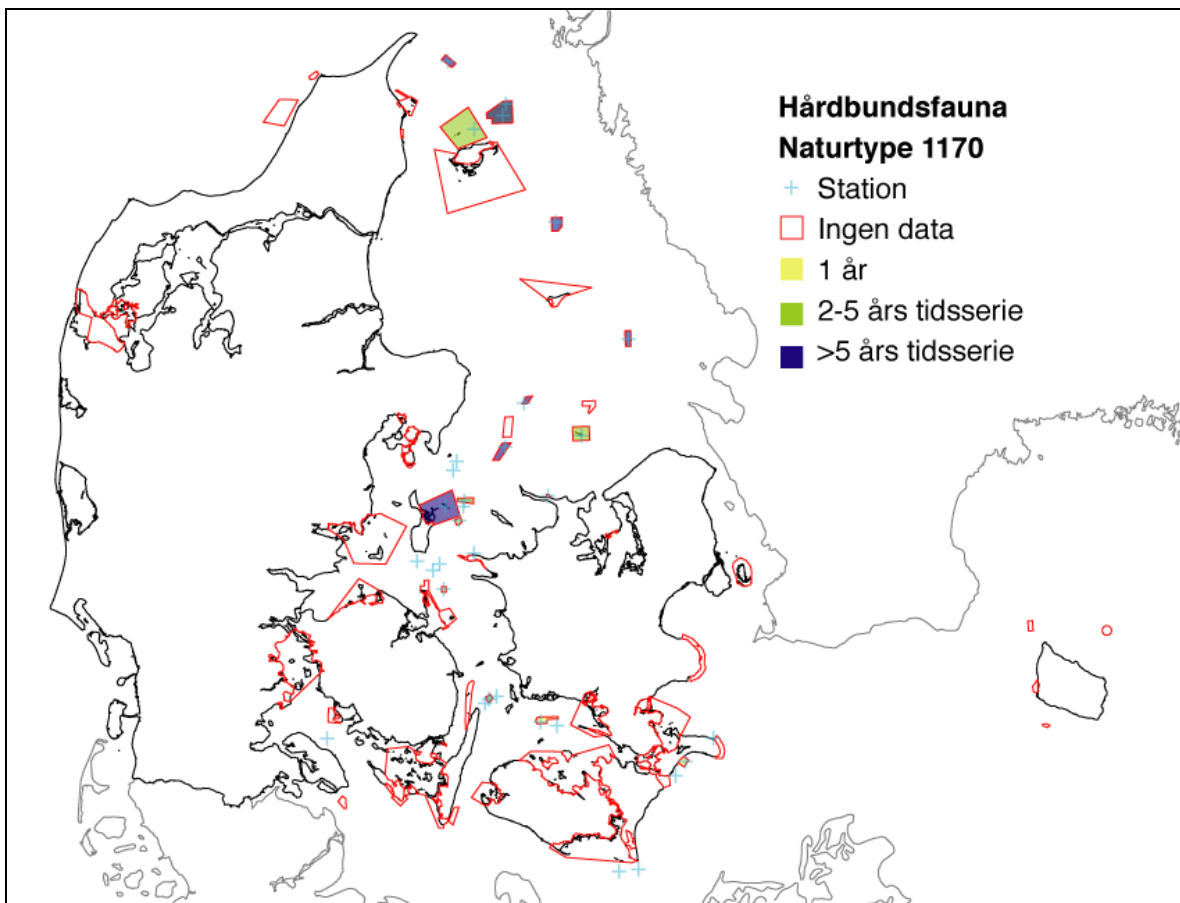 Hårdbundsfauna
Naturtype 1170
Station
Ingen data
1 år
2-5 års tidsserie
>5 års tidsserie